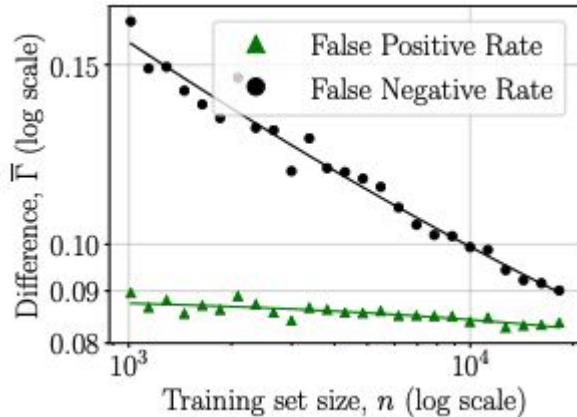 False Positive Rate
False Negative Rate
0.15
0.10
0.09
0.08
10³
10⁴
Difference, Γ̅ (log scale)
Training set size, n (log scale)